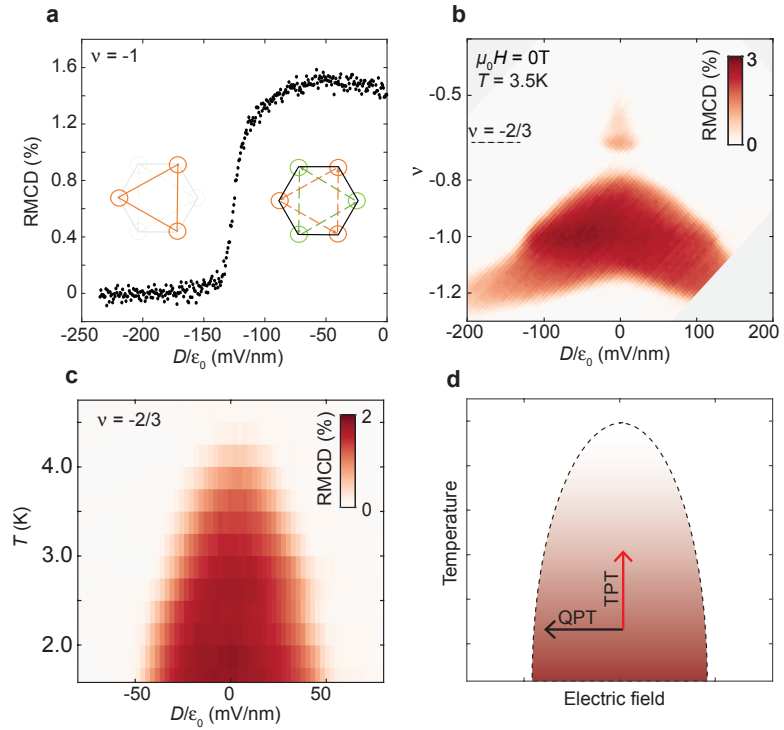 a
ν = -1
RMCD (%)
1.6
1.2
0.8
0.4
0
-250 -200 -150 -100 -50 0
D/ε₀ (mV/nm)
b
μ₀H = 0T
T = 3.5K
RMCD (%)
3
0
ν = -2/3
ν
-0.5
-0.8
-1.0
-1.2
-200 -100 0 100 200
D/ε₀ (mV/nm)
c
ν = -2/3
RMCD (%)
2
0
T (K)
4.0
3.0
2.0
-50 0 50
D/ε₀ (mV/nm)
d
Temperature
TPT
QPT
Electric field